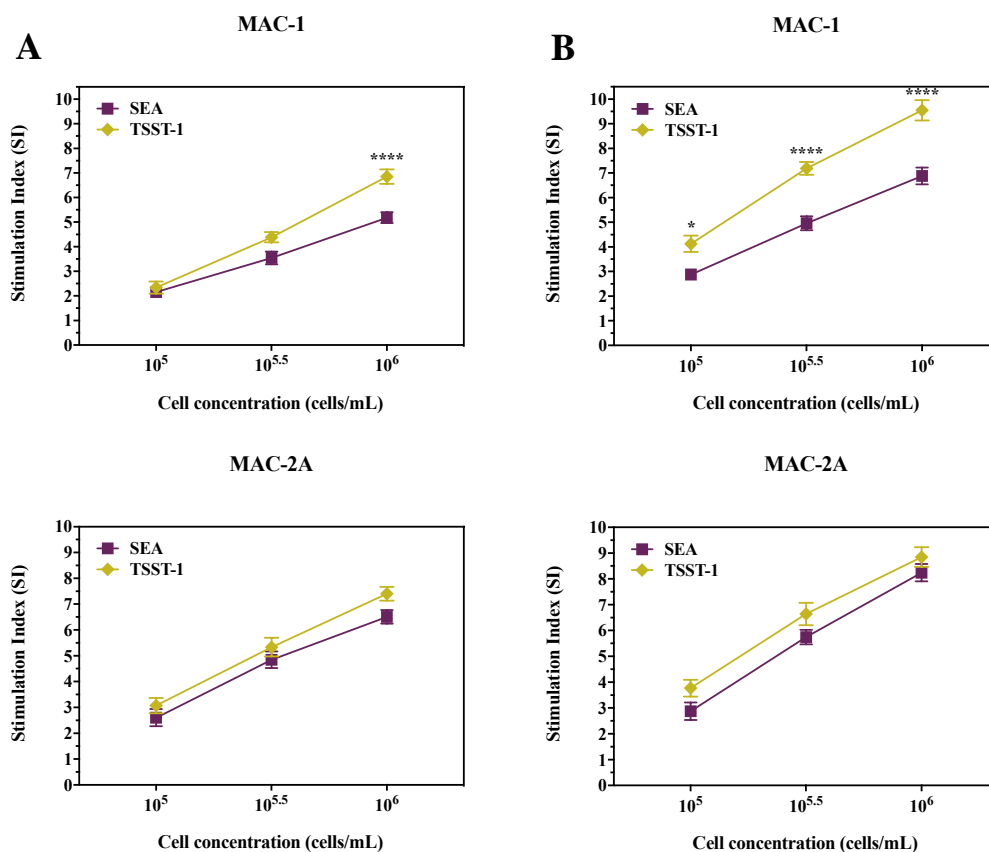 A
MAC-1
Stimulation Index (SI)
10
9
8
7
6
5
4
3
2
1
0
SEA
TSST-1
****
10⁵
10⁵·⁵
10⁶
Cell concentration (cells/mL)
B
MAC-1
Stimulation Index (SI)
10
9
8
7
6
5
4
3
2
1
0
SEA
TSST-1
*
****
****
10⁵
10⁵·⁵
10⁶
Cell concentration (cells/mL)
MAC-2A
Stimulation Index (SI)
10
9
8
7
6
5
4
3
2
1
0
SEA
TSST-1
10⁵
10⁵·⁵
10⁶
Cell concentration (cells/mL)
MAC-2A
Stimulation Index (SI)
10
9
8
7
6
5
4
3
2
1
0
SEA
TSST-1
10⁵
10⁵·⁵
10⁶
Cell concentration (cells/mL)